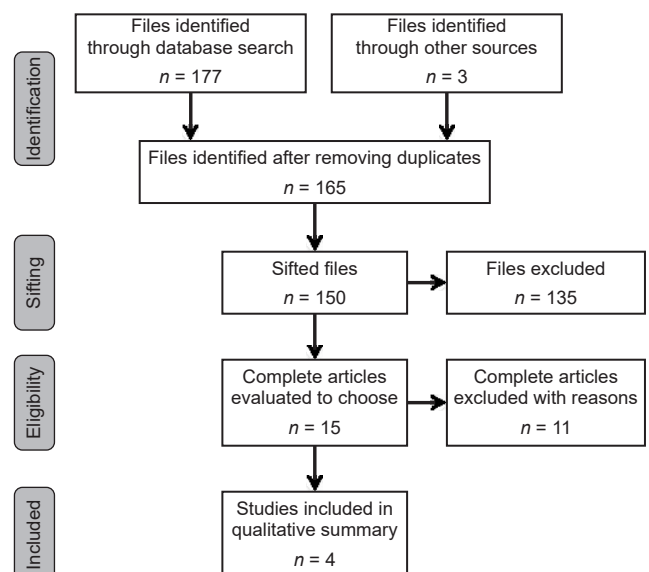 Identification
Files identified
through database search
n = 177
Files identified
through other sources
n = 3
Files identified after removing duplicates
n = 165
Sifting
Sifted files
n = 150
Files excluded
n = 135
Eligibility
Complete articles
evaluated to choose
n = 15
Complete articles
excluded with reasons
n = 11
Included
Studies included in
qualitative summary
n = 4